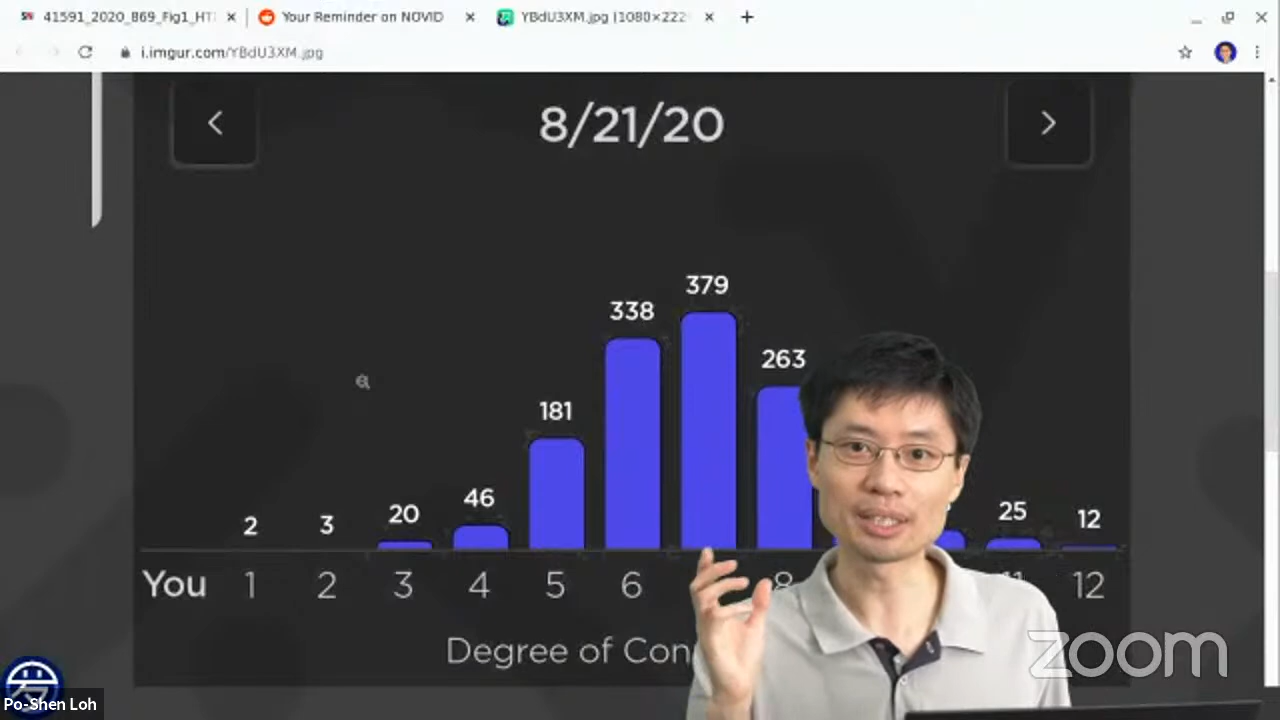 41591_2020_869_Fig1_HT
Your Reminder on NOVID
YBdU3XM.jpg (1080×222
i.imgur.com/YBdU3XM.jpg
8/21/20
379
338
263
181
46
20
25
2
3
12
You 1 2 3 4 5 6 8 11 12
Degree of Con
zoom
Po-Shen Loh